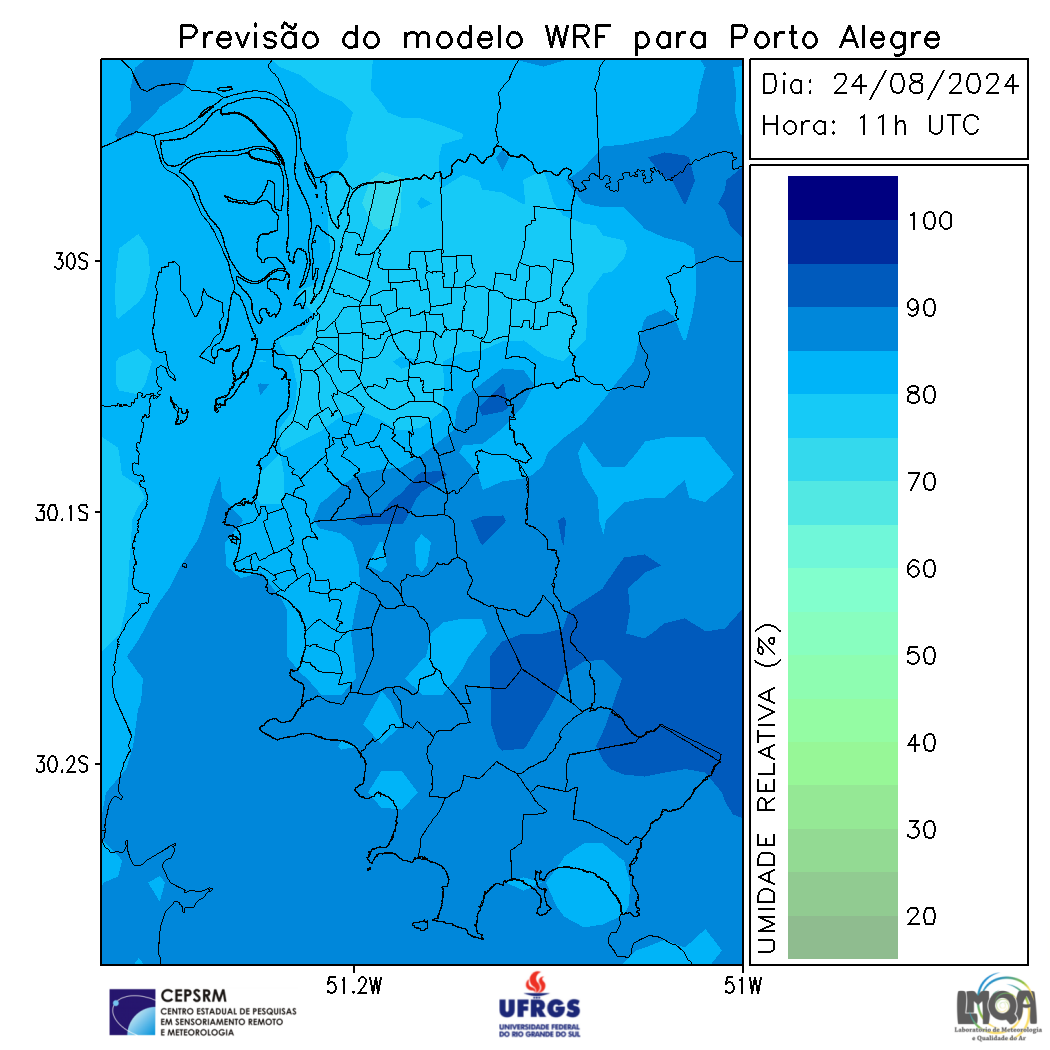 Previsão do modelo WRF para Porto Alegre
Dia: 24/08/2024
Hora: 11h UTC
30S
30.1S
30.2S
51.2W
51W
UMIDADE RELATIVA (%)
100
90
80
70
60
50
40
30
20
CEPSRM
CENTRO ESTADUAL DE PESQUISAS
EM SENSORIAMENTO REMOTO
E METEOROLOGIA
UFRGS
UNIVERSIDADE FEDERAL
DO RIO GRANDE DO SUL
LMQA
Laboratório de Meteorologia
e Qualidade do Ar